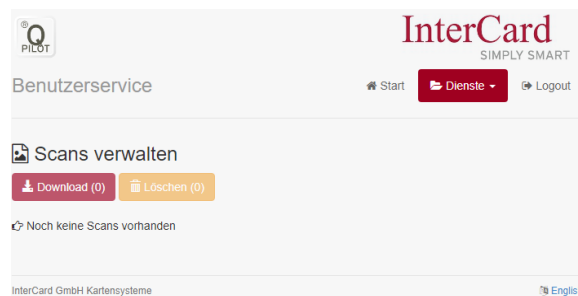 ®
Q
PILOT
InterCard
SIMPLY SMART
Benutzerservice
Start
Dienste
Logout
Scans verwalten
Download (0)
Löschen (0)
Noch keine Scans vorhanden
InterCard GmbH Kartensysteme
Englis